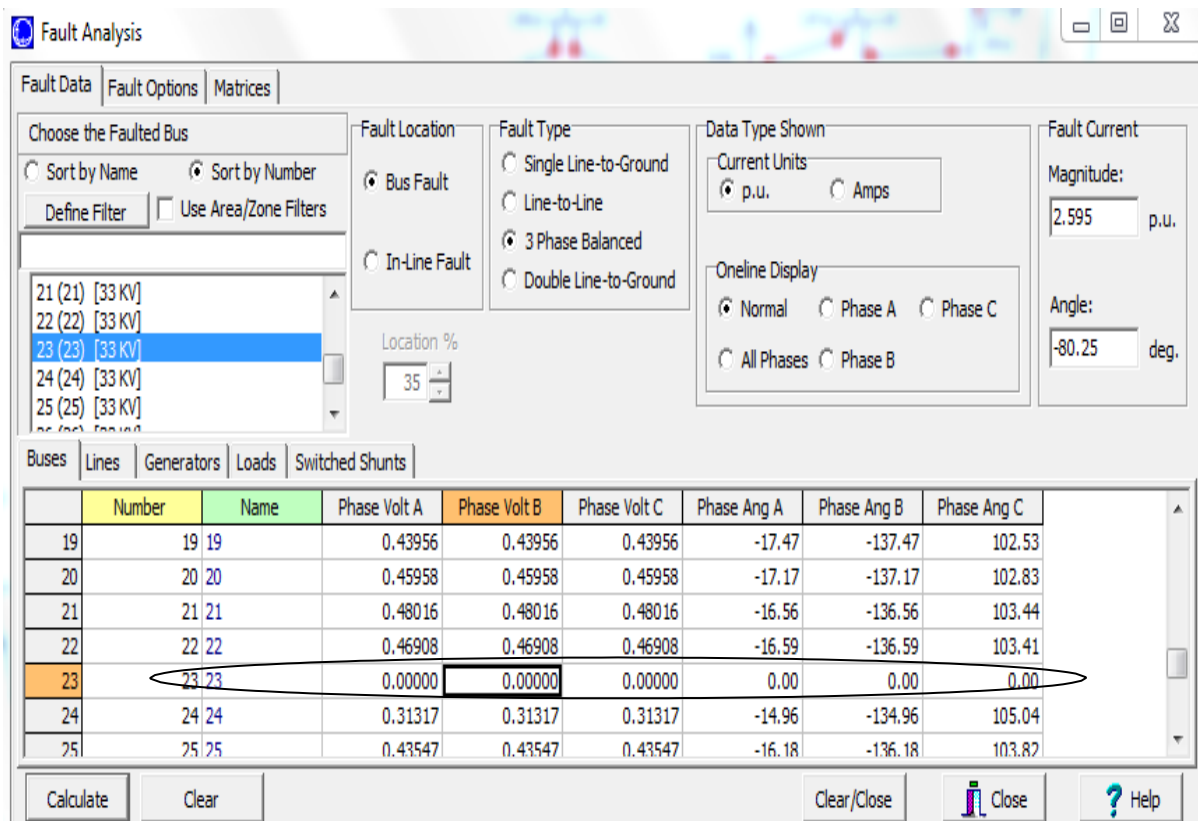 Fault Analysis
Fault Data Fault Options Matrices
Choose the Faulted Bus
Sort by Name Sort by Number
Define Filter Use Area/Zone Filters
21 (21) [33 KV]
22 (22) [33 KV]
23 (23) [33 KV]
24 (24) [33 KV]
25 (25) [33 KV]
Fault Location
Bus Fault
In-Line Fault
Location %
35
Fault Type
Single Line-to-Ground
Line-to-Line
3 Phase Balanced
Double Line-to-Ground
Data Type Shown
Current Units
p.u. Amps
Oneline Display
Normal Phase A Phase C
All Phases Phase B
Fault Current
Magnitude:
2.595 p.u.
Angle:
-80.25 deg.
Buses Lines Generators Loads Switched Shunts
Number Name Phase Volt A Phase Volt B Phase Volt C Phase Ang A Phase Ang B Phase Ang C
19 19 19 0.43956 0.43956 0.43956 -17.47 -137.47 102.53
20 20 20 0.45958 0.45958 0.45958 -17.17 -137.17 102.83
21 21 21 0.48016 0.48016 0.48016 -16.56 -136.56 103.44
22 22 22 0.46908 0.46908 0.46908 -16.59 -136.59 103.41
23 23 23 0.00000 0.00000 0.00000 0.00 0.00 0.00
24 24 24 0.31317 0.31317 0.31317 -14.96 -134.96 105.04
25 25 25 0.43547 0.43547 0.43547 -16.18 -136.18 103.82
Calculate Clear Clear/Close Close Help